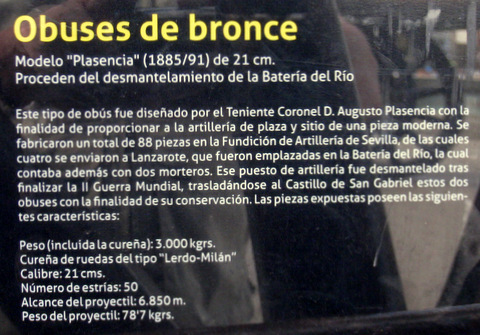 Obuses de bronce
Modelo "Plasencia" (1885/91) de 21 cm.
Proceden del desmantelamiento de la Batería del Río
Este tipo de obús fue diseñado por el Teniente Coronel D. Augusto Plasencia con la
finalidad de proporcionar a la artillería de plaza y sitio de una pieza moderna. Se
fabricaron un total de 88 piezas en la Fundición de Artillería de Sevilla, de las cuales
cuatro se enviaron a Lanzarote, que fueron emplazadas en la Batería del Río, la cual
contaba además con dos morteros. Ese puesto de artillería fue desmantelado tras
finalizar la II Guerra Mundial, trasladándose al Castillo de San Gabriel estos dos
obuses con la finalidad de su conservación. Las piezas expuestas poseen las siguien-
tes características:
Peso (incluida la cureña): 3.000 kgrs.
Cureña de ruedas del tipo "Lerdo-Milán"
Calibre: 21 cms.
Número de estrías: 50
Alcance del proyectil: 6.850 m.
Peso del proyectil: 78'7 kgrs.